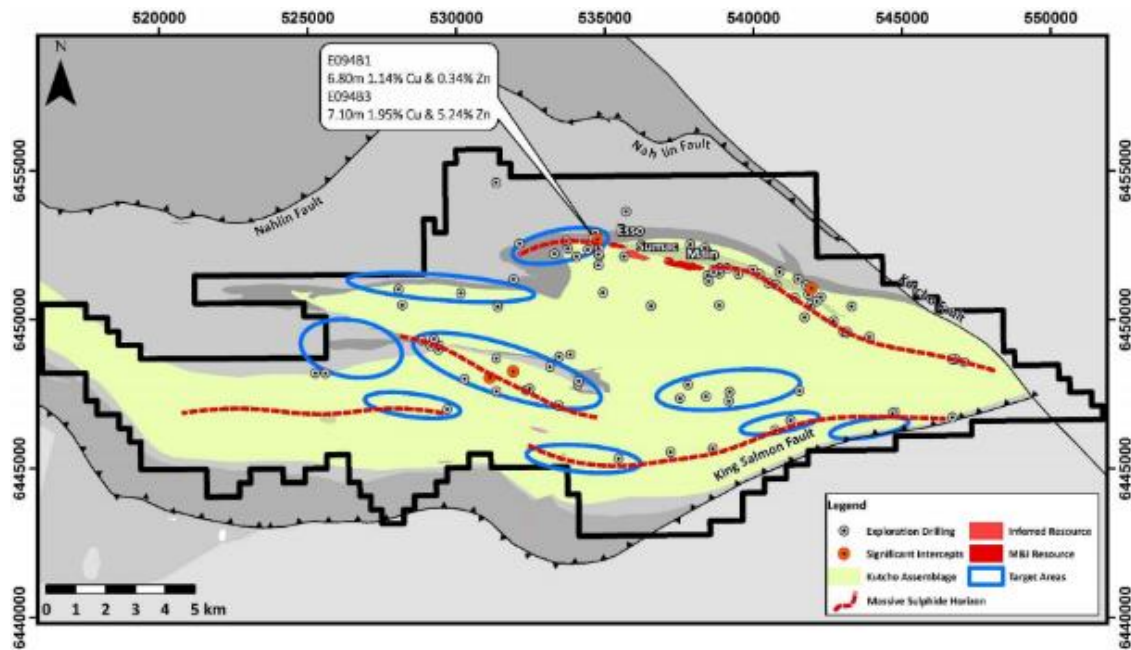 520000 525000 530000 535000 540000 545000 550000
N
E094B1
6.80m 1.14% Cu & 0.34% Zn
E094B3
7.10m 1.95% Cu & 5.24% Zn
Nahlin Fault
Nah lin Fault
6455000 6455000
Esso
Sumac
Main
Kutcho Fault
6450000 6450000
King Salmon Fault
6445000 6445000
Legend
Exploration Drilling
Inferred Resource
Significant Intercepts
M&I Resource
Kutcho Assemblage
Target Areas
Massive Sulphide Horizon
0 1 2 3 4 5 km
6440000 6440000